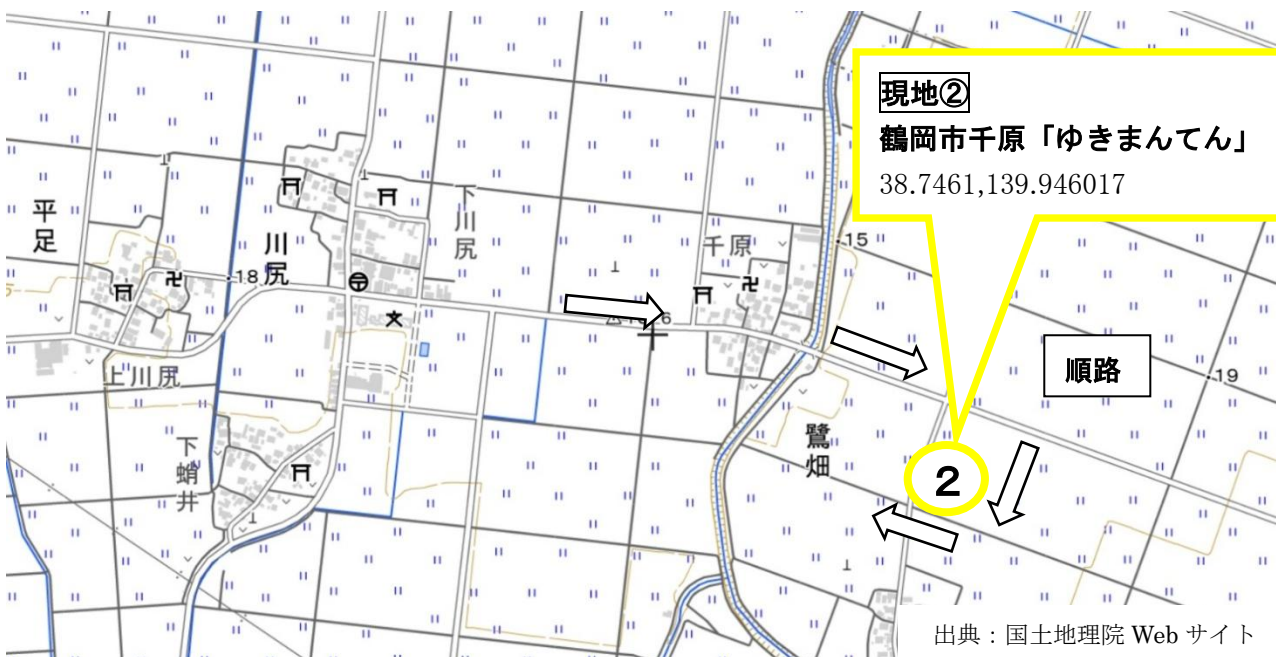 現地②
鶴岡市千原「ゆきまんてん」
38.7461,139.946017
平足
川尻
下川尻
千原
15
18
上川尻
下蛸井
順路
19
鷺畑
2
出典：国土地理院 Web サイト